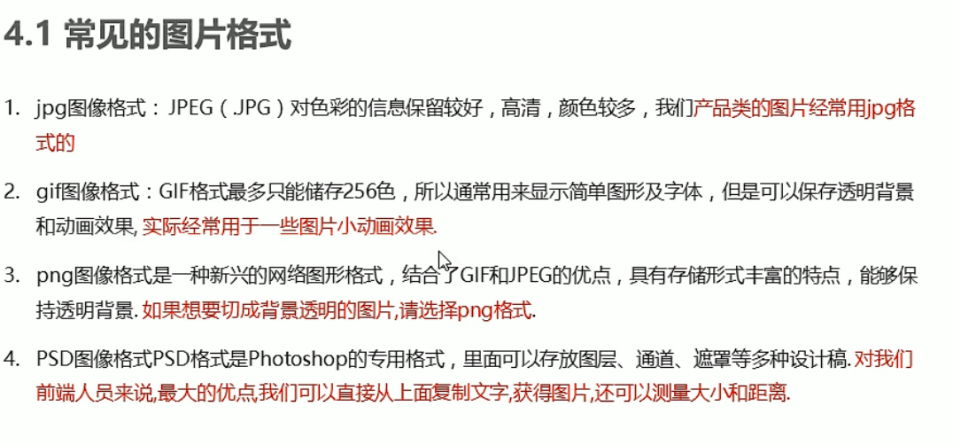 4.1 常见的图片格式
1. jpg图像格式：JPEG（.JPG）对色彩的信息保留较好，高清，颜色较多，我们产品类的图片经常用jpg格
式的
2. gif图像格式：GIF格式最多只能储存256色，所以通常用来显示简单图形及字体，但是可以保存透明背景
和动画效果, 实际经常用于一些图片小动画效果.
3. png图像格式是一种新兴的网络图形格式，结合了GIF和JPEG的优点，具有存储形式丰富的特点，能够保
持透明背景. 如果想要切成背景透明的图片,请选择png格式.
4. PSD图像格式PSD格式是Photoshop的专用格式，里面可以存放图层、通道、遮罩等多种设计稿. 对我们
前端人员来说,最大的优点,我们可以直接从上面复制文字,获得图片,还可以测量大小和距离.